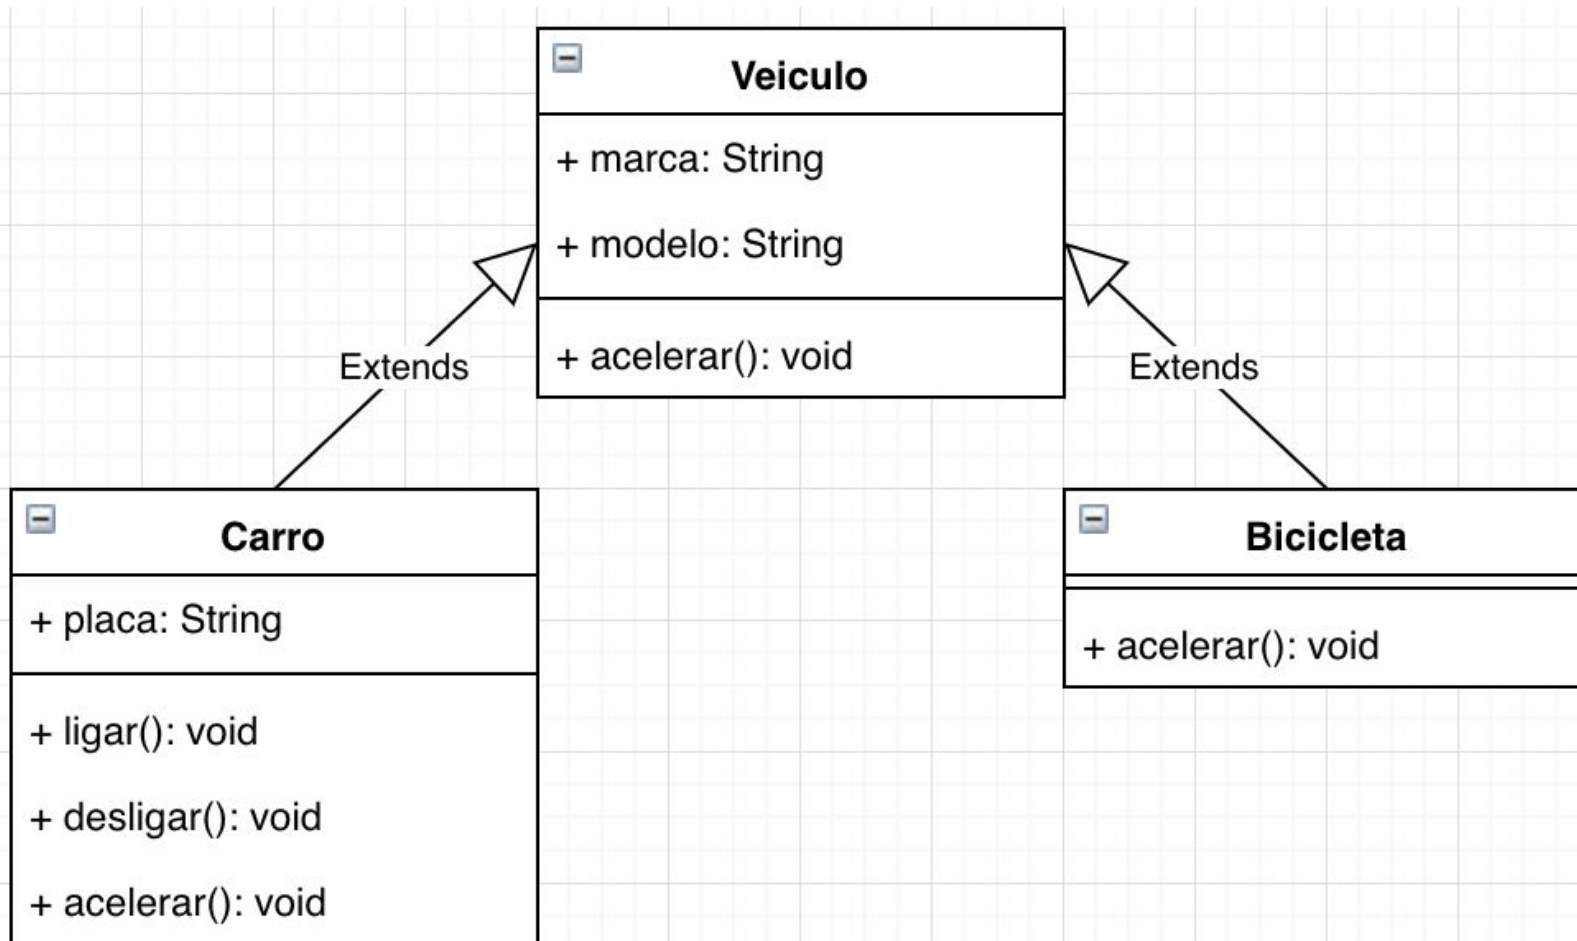 Veiculo
+ marca: String
+ modelo: String
+ acelerar(): void
Extends
Extends
Carro
+ placa: String
+ ligar(): void
+ desligar(): void
+ acelerar(): void
Bicicleta
+ acelerar(): void